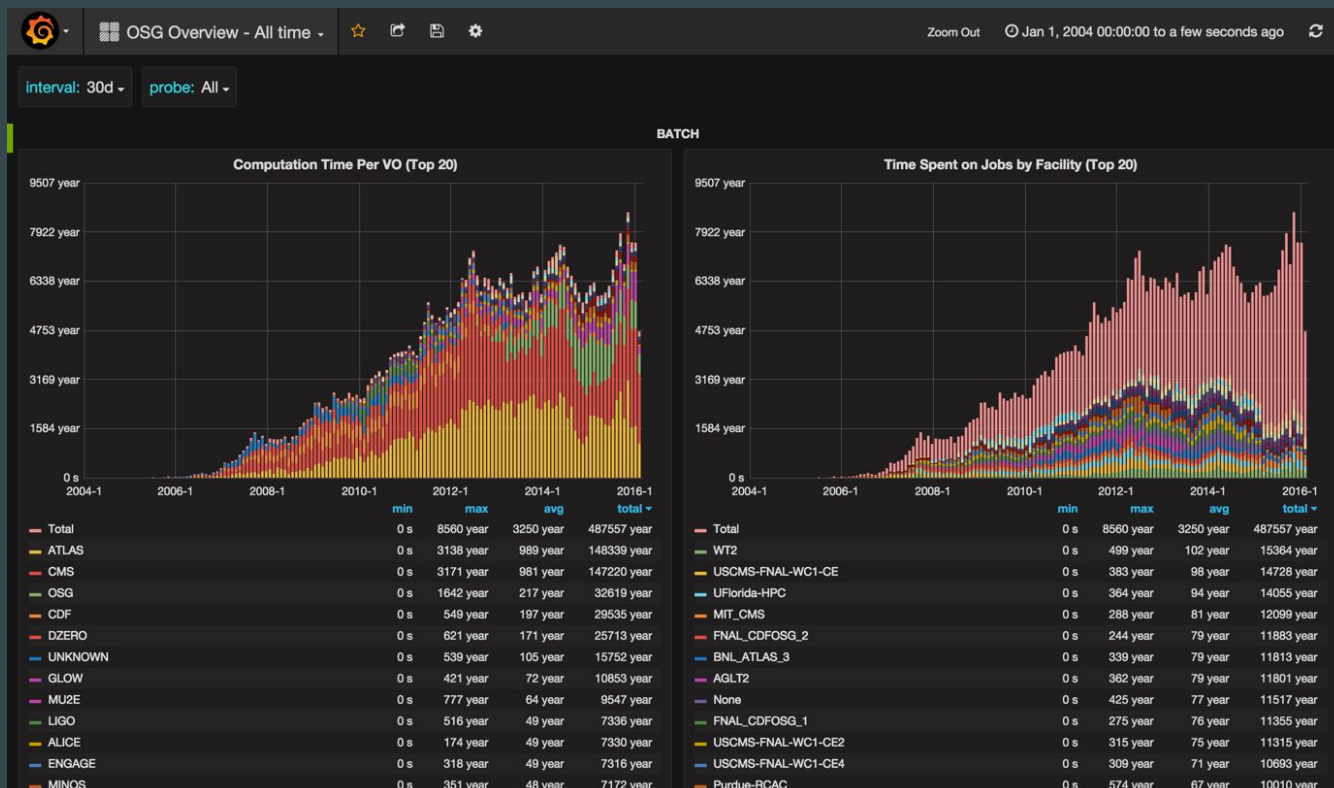 OSG Overview - All time
Zoom Out Jan 1, 2004 00:00:00 to a few seconds ago
interval: 30d probe: All
BATCH
Computation Time Per VO (Top 20)
9507 year
7922 year
6338 year
4753 year
3169 year
1584 year
0 s
2004-1 2006-1 2008-1 2010-1 2012-1 2014-1 2016-1
min max avg total
Total 0 s 8560 year 3250 year 487557 year
ATLAS 0 s 3138 year 989 year 148339 year
CMS 0 s 3171 year 981 year 147220 year
OSG 0 s 1642 year 217 year 32619 year
CDF 0 s 549 year 197 year 29535 year
DZERO 0 s 621 year 171 year 25713 year
UNKNOWN 0 s 539 year 105 year 15752 year
GLOW 0 s 421 year 72 year 10853 year
MU2E 0 s 777 year 64 year 9547 year
LIGO 0 s 516 year 49 year 7336 year
ALICE 0 s 174 year 49 year 7330 year
ENGAGE 0 s 318 year 49 year 7316 year
MINOS 0 s 351 year 48 year 7172 year
Time Spent on Jobs by Facility (Top 20)
9507 year
7922 year
6338 year
4753 year
3169 year
1584 year
0 s
2004-1 2006-1 2008-1 2010-1 2012-1 2014-1 2016-1
min max avg total
Total 0 s 8560 year 3250 year 487557 year
WT2 0 s 499 year 102 year 15364 year
USCMS-FNAL-WC1-CE 0 s 383 year 98 year 14728 year
UFlorida-HPC 0 s 364 year 94 year 14055 year
MIT_CMS 0 s 288 year 81 year 12099 year
FNAL_CDFOSG_2 0 s 244 year 79 year 11883 year
BNL_ATLAS_3 0 s 339 year 79 year 11813 year
AGLT2 0 s 362 year 79 year 11801 year
None 0 s 425 year 77 year 11517 year
FNAL_CDFOSG_1 0 s 275 year 76 year 11355 year
USCMS-FNAL-WC1-CE2 0 s 315 year 75 year 11315 year
USCMS-FNAL-WC1-CE4 0 s 309 year 71 year 10693 year
Purdue-RCAC 0 s 574 year 67 year 10010 year